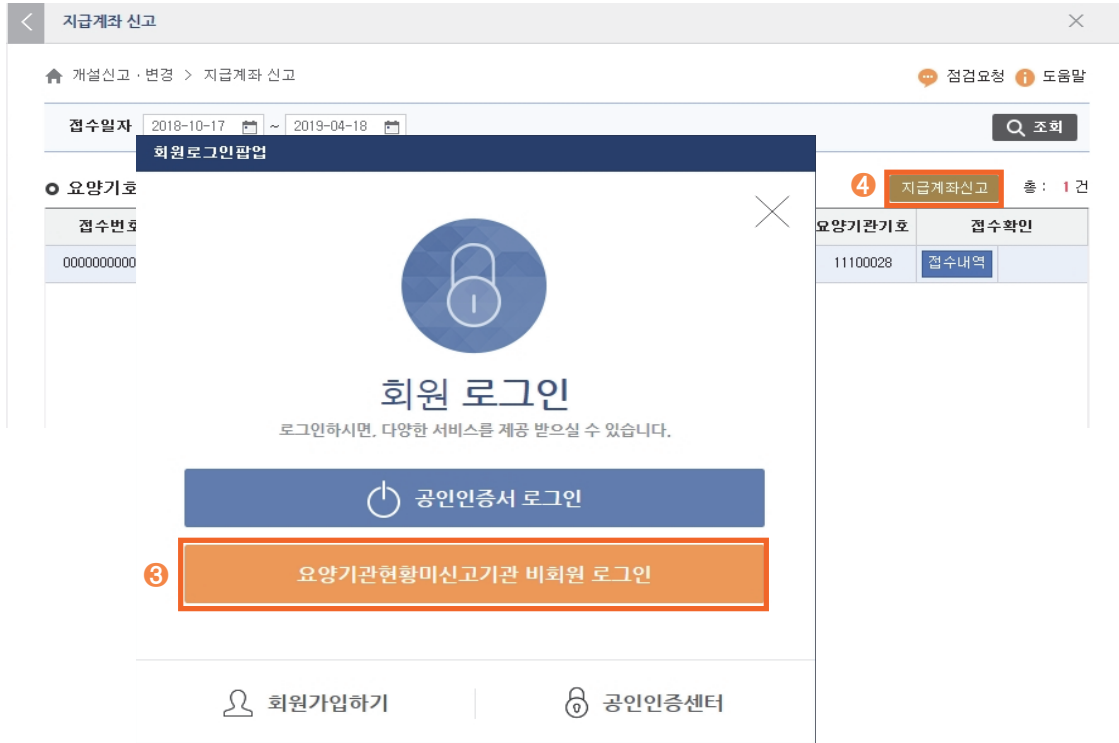 지급계좌 신고
개설신고 · 변경 > 지급계좌 신고
점검요청 도움말
접수일자 2018-10-17 ~ 2019-04-18 조회
회원로그인팝업
요양기호
4 지급계좌신고 총 : 1 건
접수번호 요양기관기호 접수확인
0000000000 11100028 접수내역
회원 로그인
로그인하시면, 다양한 서비스를 제공 받으실 수 있습니다.
공인인증서 로그인
3 요양기관현황미신고기관 비회원 로그인
회원가입하기 공인인증센터